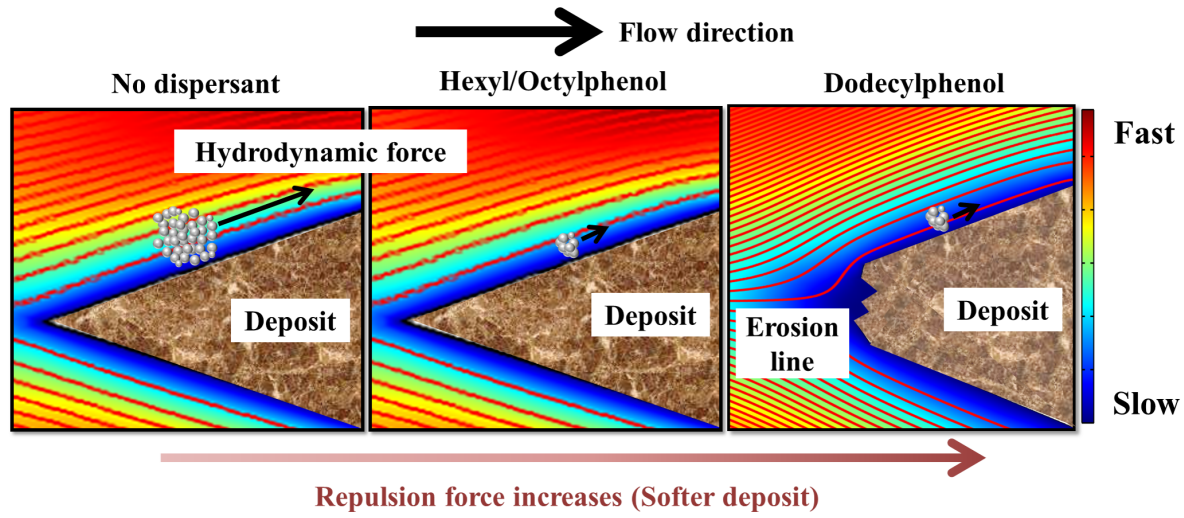 Flow direction
No dispersant
Hexyl/Octylphenol
Dodecylphenol
Hydrodynamic force
Fast
Deposit
Deposit
Erosion
line
Deposit
Slow
Repulsion force increases (Softer deposit)